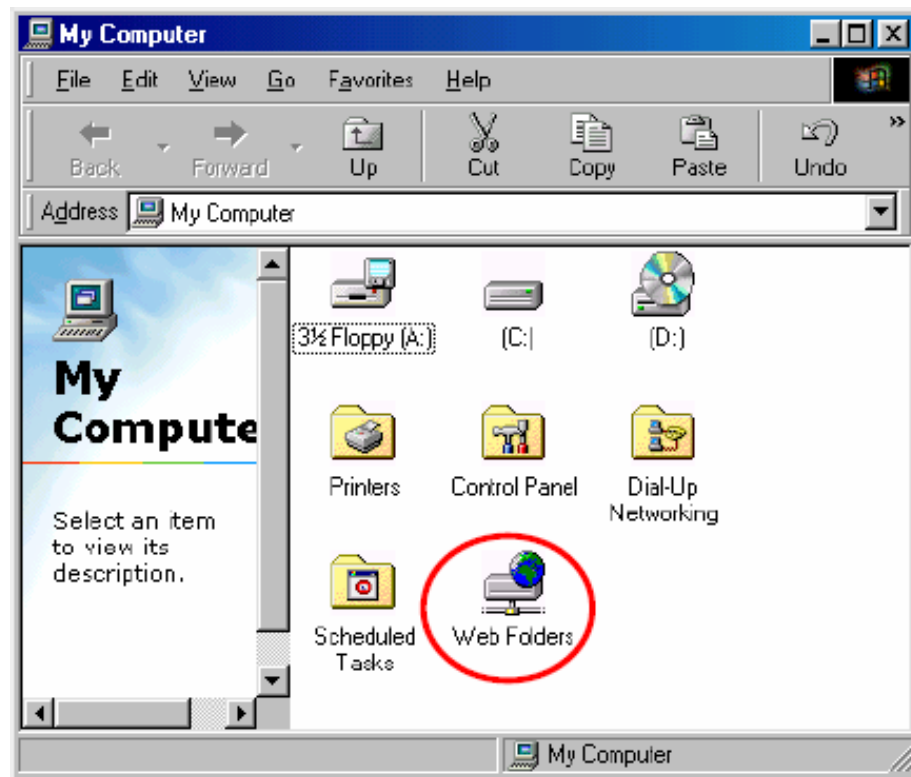 My Computer
File Edit View Go Favorites Help
Back Forward Up Cut Copy Paste Undo »
Address My Computer
My
Compute
Select an item
to view its
description.
3½ Floppy (A:) (C:) (D:)
Printers Control Panel Dial-Up
Networking
Scheduled
Tasks
Web Folders
My Computer